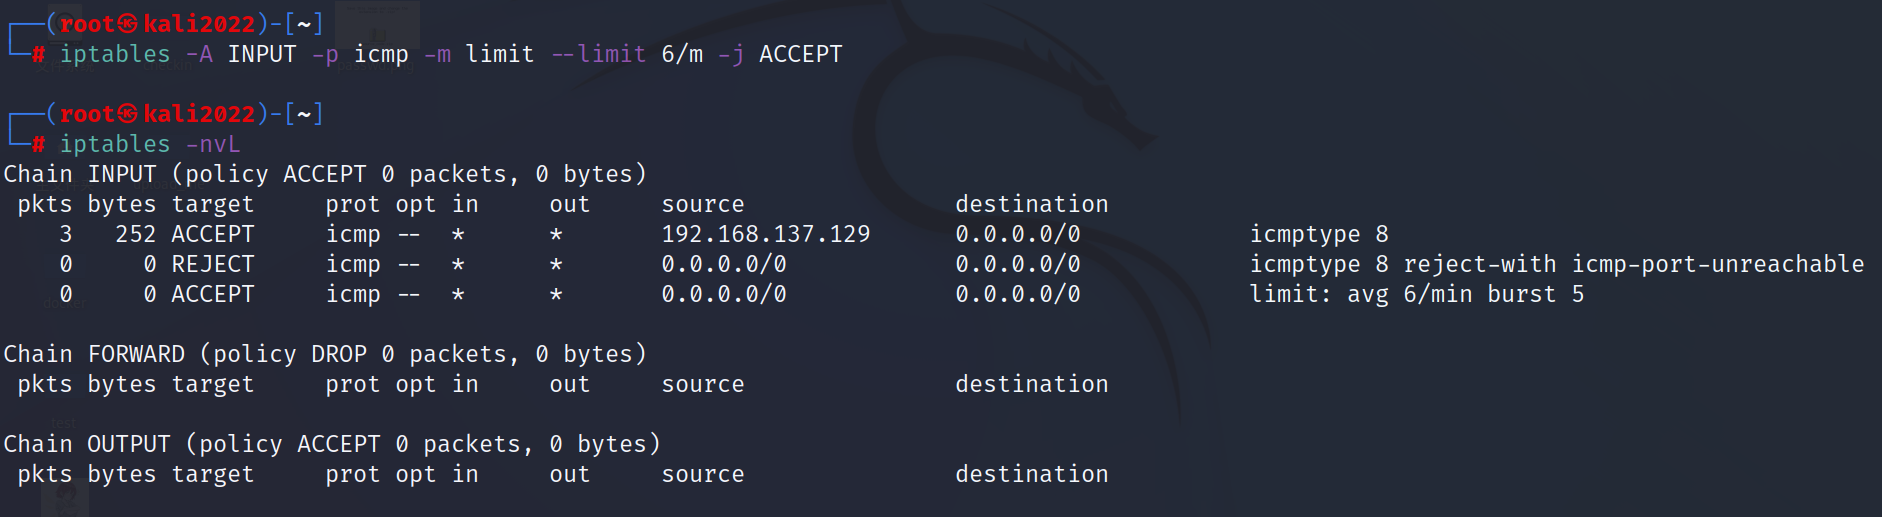 ┌──(root㉿kali2022)-[~]
└─# iptables -A INPUT -p icmp -m limit --limit 6/m -j ACCEPT
┌──(root㉿kali2022)-[~]
└─# iptables -nvL
Chain INPUT (policy ACCEPT 0 packets, 0 bytes)
 pkts bytes target     prot opt in     out     source               destination
    3   252 ACCEPT     icmp --  *      *       192.168.137.129      0.0.0.0/0            icmptype 8
    0     0 REJECT     icmp --  *      *       0.0.0.0/0            0.0.0.0/0            icmptype 8 reject-with icmp-port-unreachable
    0     0 ACCEPT     icmp --  *      *       0.0.0.0/0            0.0.0.0/0            limit: avg 6/min burst 5
Chain FORWARD (policy DROP 0 packets, 0 bytes)
 pkts bytes target     prot opt in     out     source               destination
Chain OUTPUT (policy ACCEPT 0 packets, 0 bytes)
 pkts bytes target     prot opt in     out     source               destination